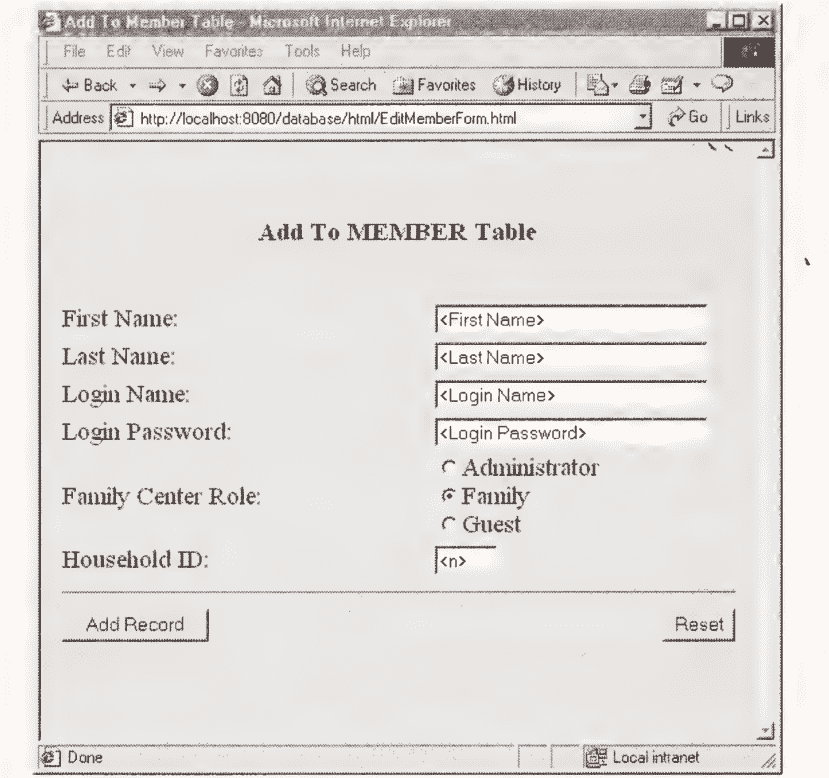 Add To Member Table - Microsoft Internet Explorer
File Edit View Favorites Tools Help
Back Search Favorites History
Address http://localhost:8080/database/html/EditMemberForm.html Go Links
Add To MEMBER Table
First Name: <First Name>
Last Name: <Last Name>
Login Name: <Login Name>
Login Password: <Login Password>
Administrator
Family Center Role: Family
Guest
Household ID: <n>
Add Record Reset
Done Local intranet